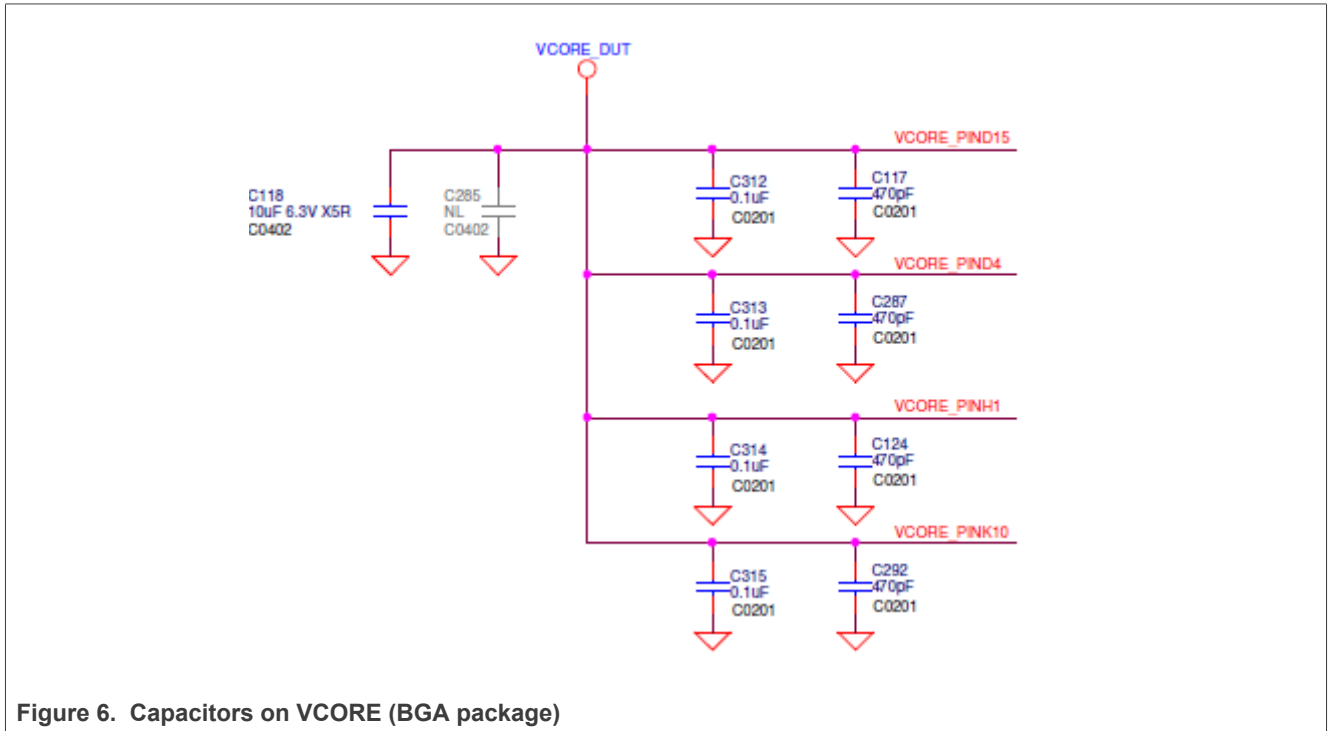 VCORE_DUT
VCORE_PIND15
C118
10uF 6.3V X5R
C0402
C285
NL
C0402
C312
0.1uF
C0201
C117
470pF
C0201
VCORE_PIND4
C313
0.1uF
C0201
C287
470pF
C0201
VCORE_PINH1
C314
0.1uF
C0201
C124
470pF
C0201
VCORE_PINK10
C315
0.1uF
C0201
C292
470pF
C0201
Figure 6. Capacitors on VCORE (BGA package)